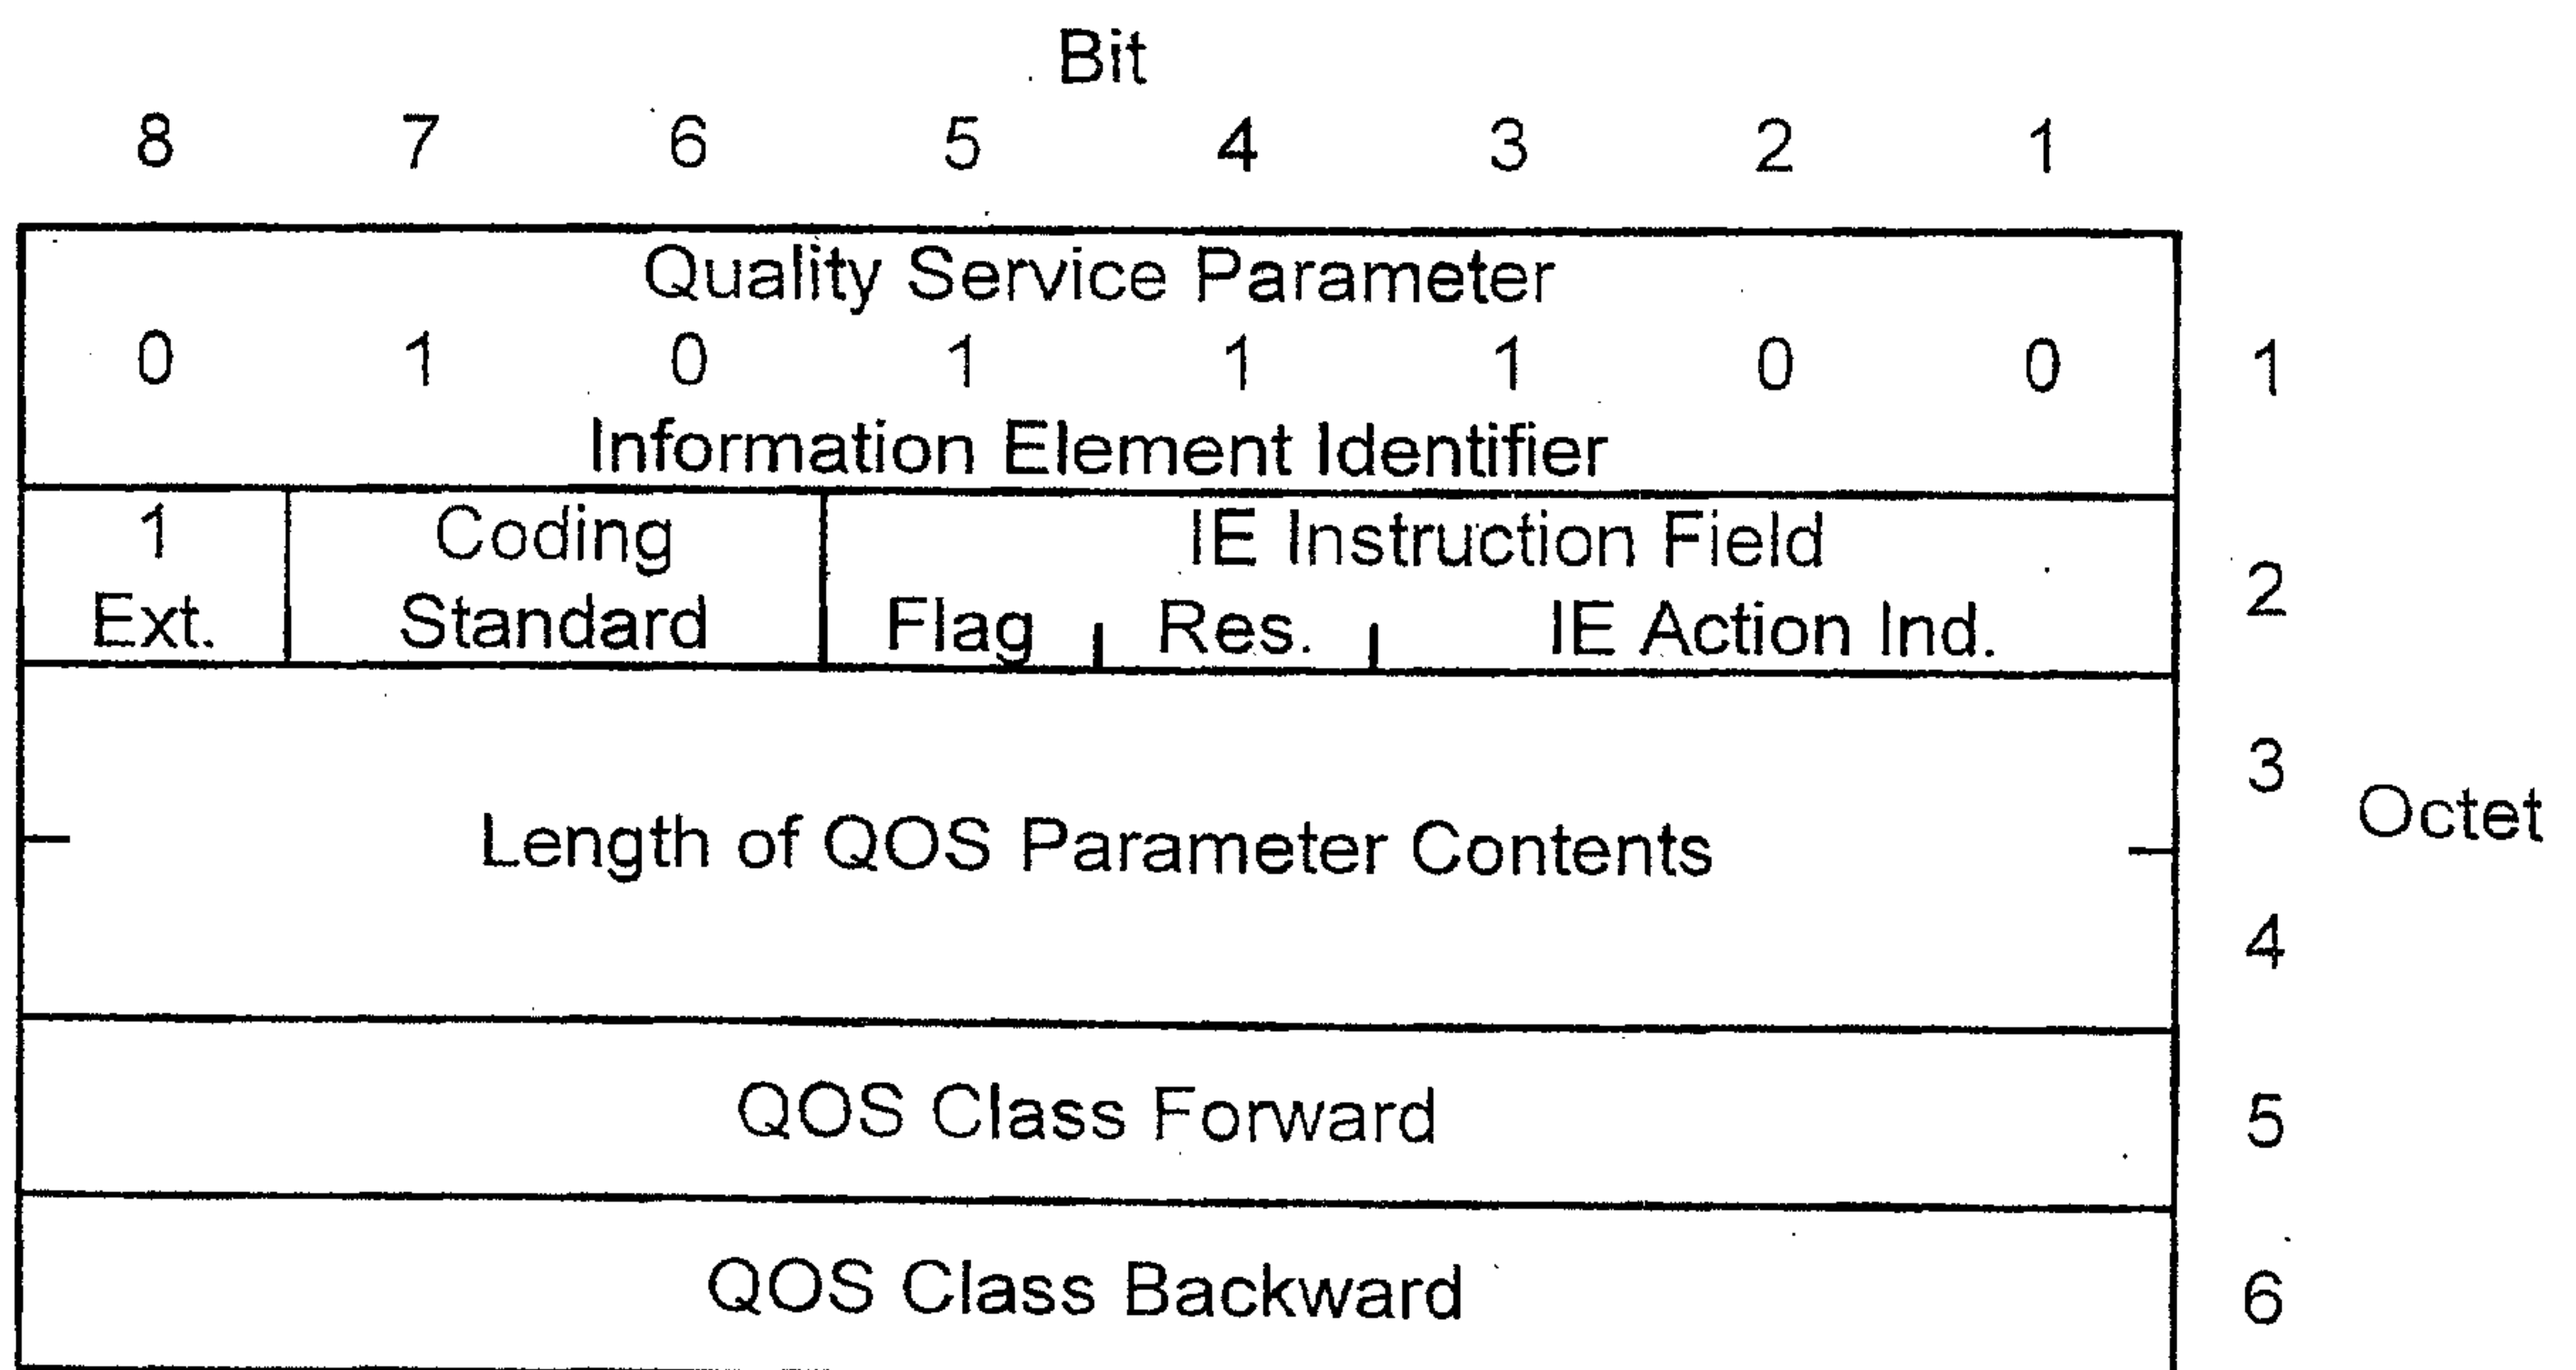 Bit
8 7 6 5 4 3 2 1
Quality Service Parameter
0 1 0 1 1 1 0 0 1
Information Element Identifier
1 Coding IE Instruction Field
2
Ext. Standard Flag Res. IE Action Ind.
3
Octet
Length of QOS Parameter Contents
4
QOS Class Forward 5
QOS Class Backward 6